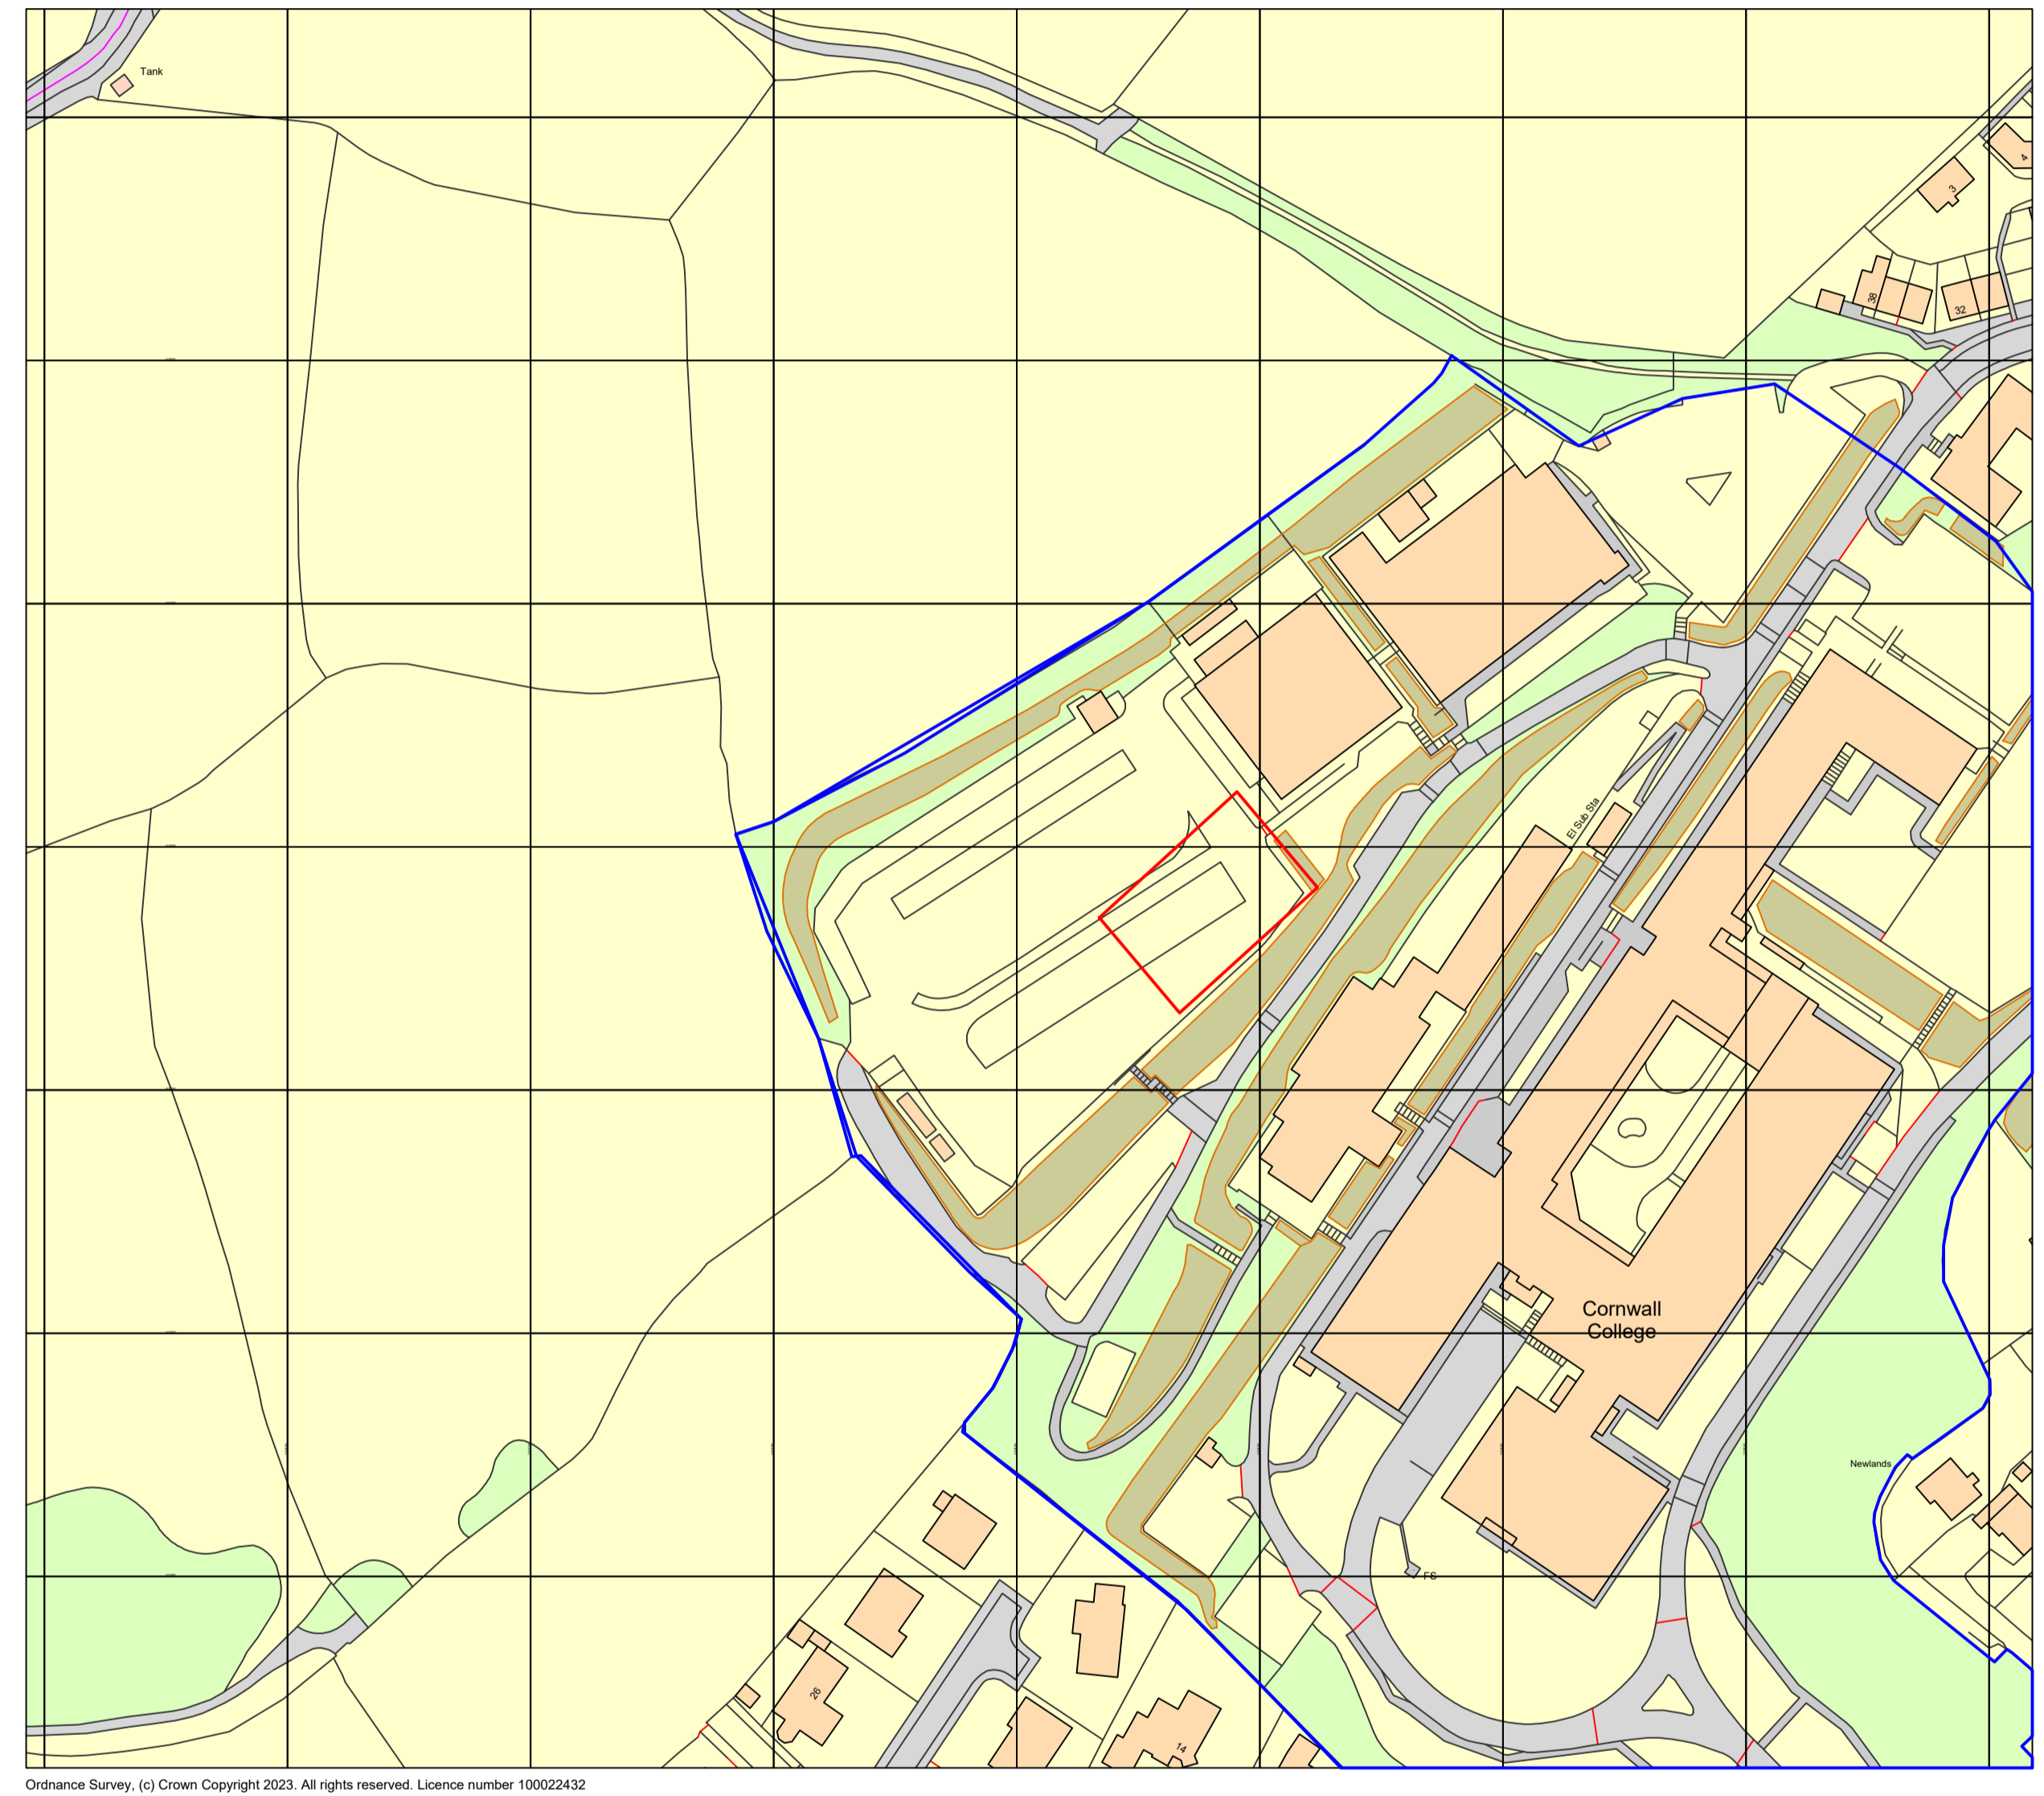 Tank
4
3
38
32
El Sub Sta
Cornwall
College
Newlands
FS
26
14
Ordnance Survey, (c) Crown Copyright 2023. All rights reserved. Licence number 100022432